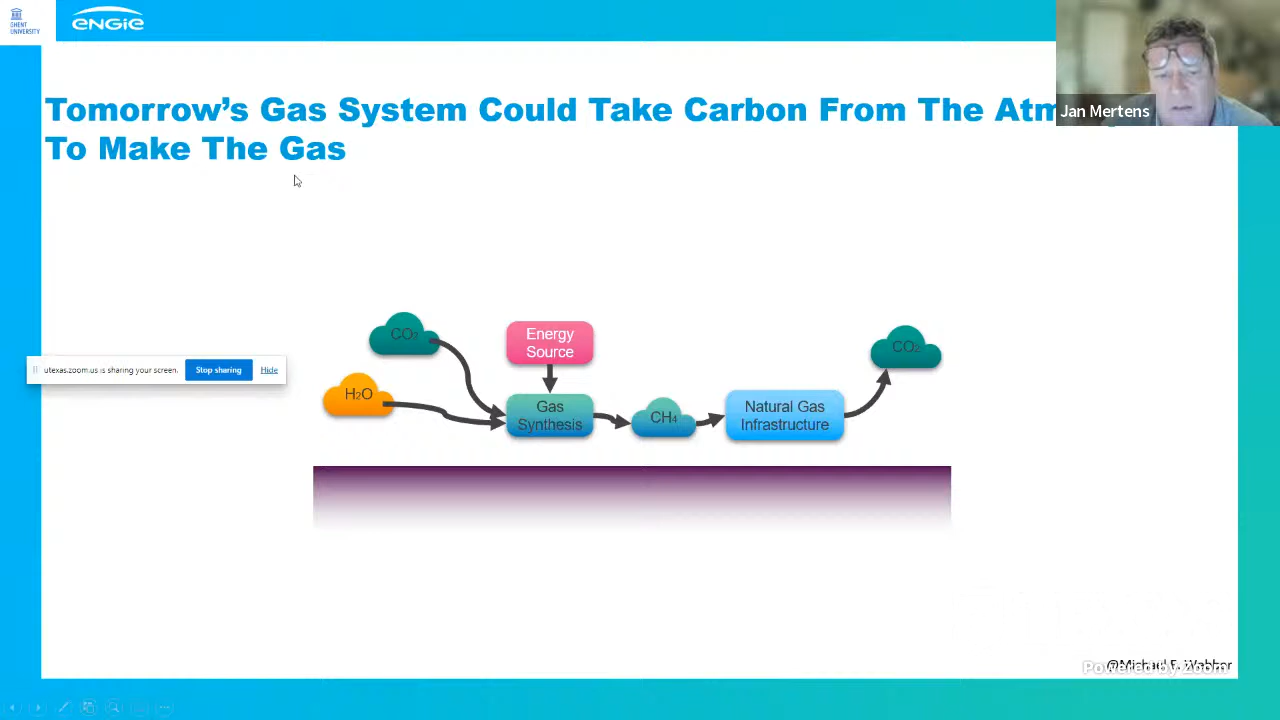 GHENT
UNIVERSITY
ENGIE
Jan Mertens
Tomorrow's Gas System Could Take Carbon From The
To Make The Gas
CO2
Energy
Source
CO2
H2O
Gas
Synthesis
CH4
Natural Gas
Infrastructure
utexas.zoom.us is sharing your screen.
Stop sharing
Hide
@Michael E. Webber
Powered by Zoom